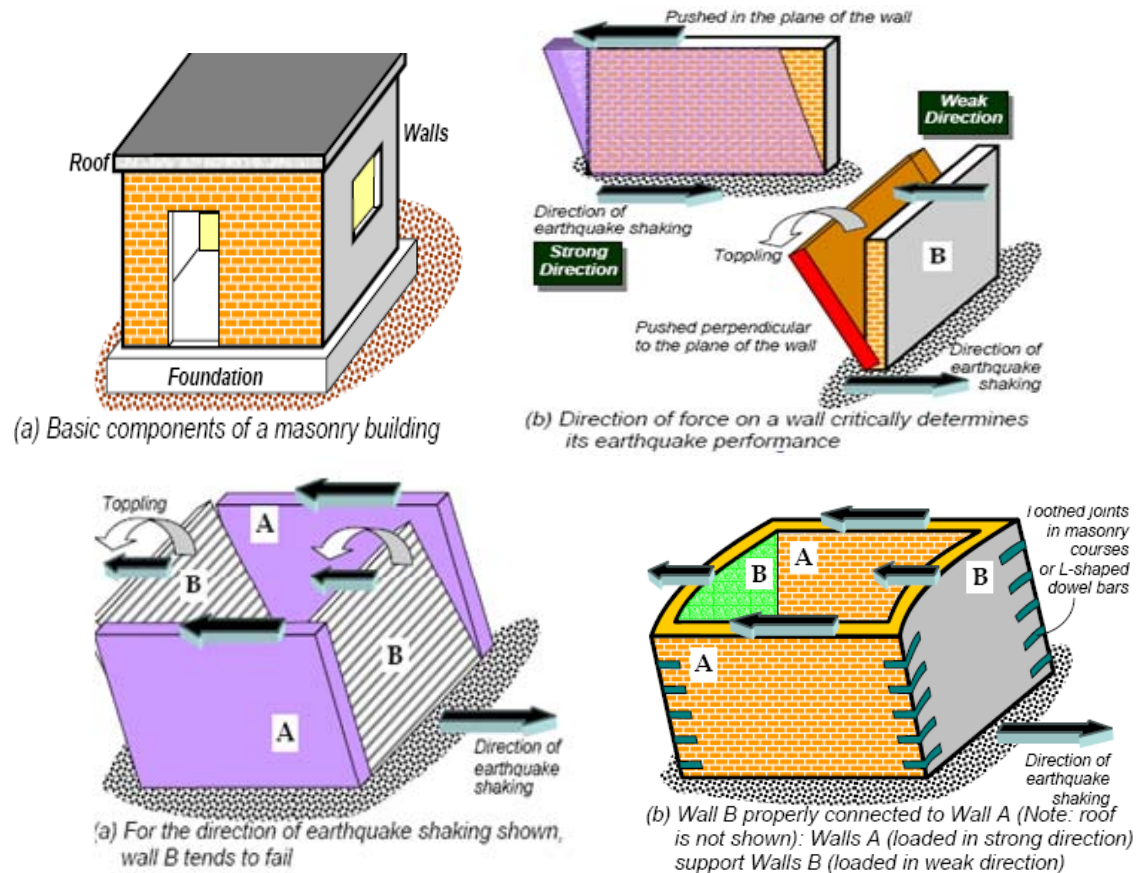 Roof
Walls
Foundation
(a) Basic components of a masonry building
Pushed in the plane of the wall
Weak
Direction
Direction of
earthquake shaking
Strong
Direction
Toppling
B
Pushed perpendicular
to the plane of the wall
Direction of
earthquake
shaking
(b) Direction of force on a wall critically determines
its earthquake performance
Toppling
A
B
B
A
Direction of
earthquake
shaking
(a) For the direction of earthquake shaking shown,
wall B tends to fail
Toothed joints
in masonry
courses
or L-shaped
dowel bars
A
B
B
A
Direction of
earthquake
shaking
(b) Wall B properly connected to Wall A (Note: roof
is not shown): Walls A (loaded in strong direction)
support Walls B (loaded in weak direction)